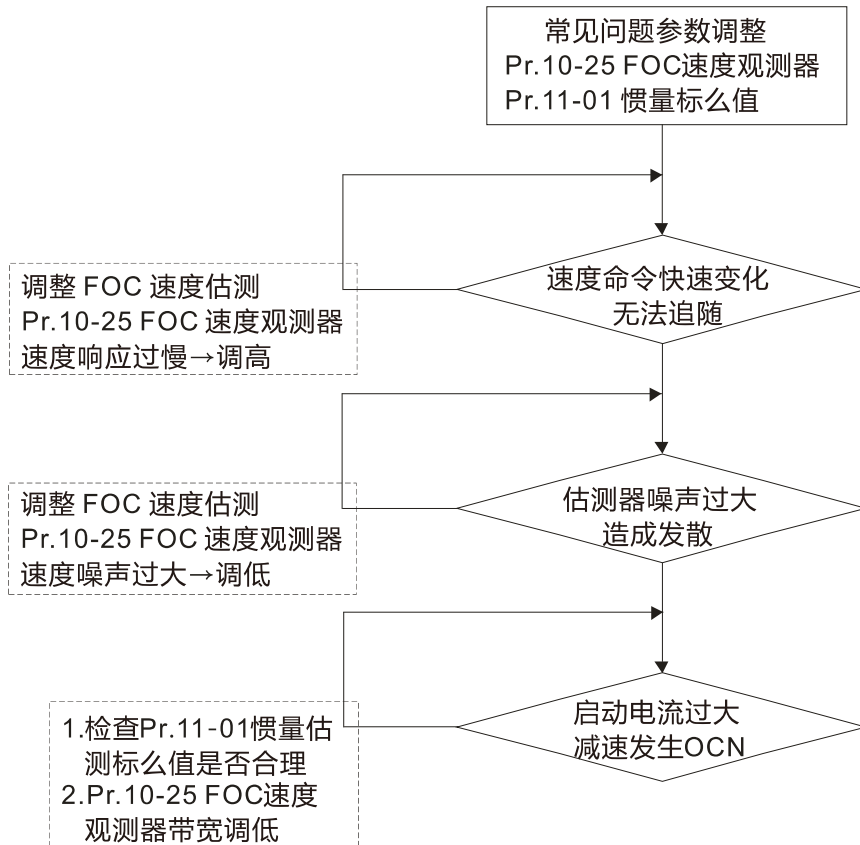 常见问题参数调整
Pr.10-25 FOC速度观测器
Pr.11-01 惯量标么值
速度命令快速变化
无法追随
调整 FOC 速度估测
Pr.10-25 FOC 速度观测器
速度响应过慢→调高
估测器噪声过大
造成发散
调整 FOC 速度估测
Pr.10-25 FOC 速度观测器
速度噪声过大→调低
启动电流过大
减速发生OCN
1.检查Pr.11-01惯量估
测标么值是否合理
2.Pr.10-25 FOC速度
观测器带宽调低